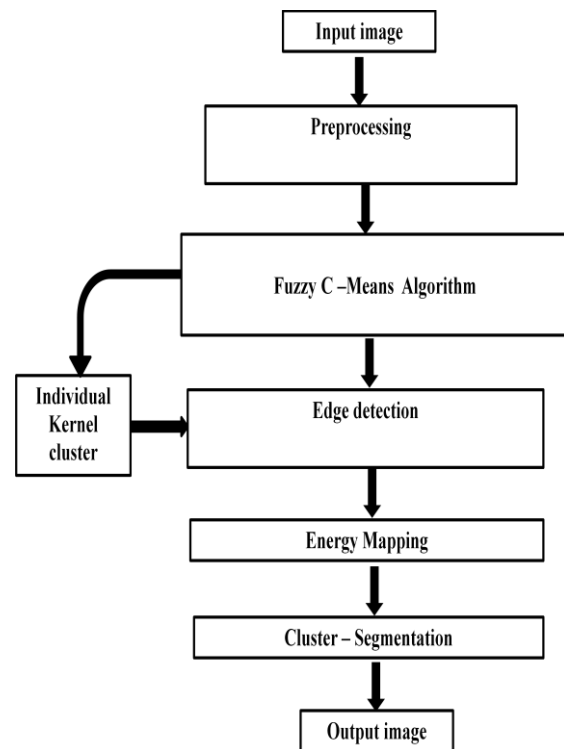 Input image
Preprocessing
Fuzzy C –Means Algorithm
Individual
Kernel
cluster
Edge detection
Energy Mapping
Cluster – Segmentation
Output image